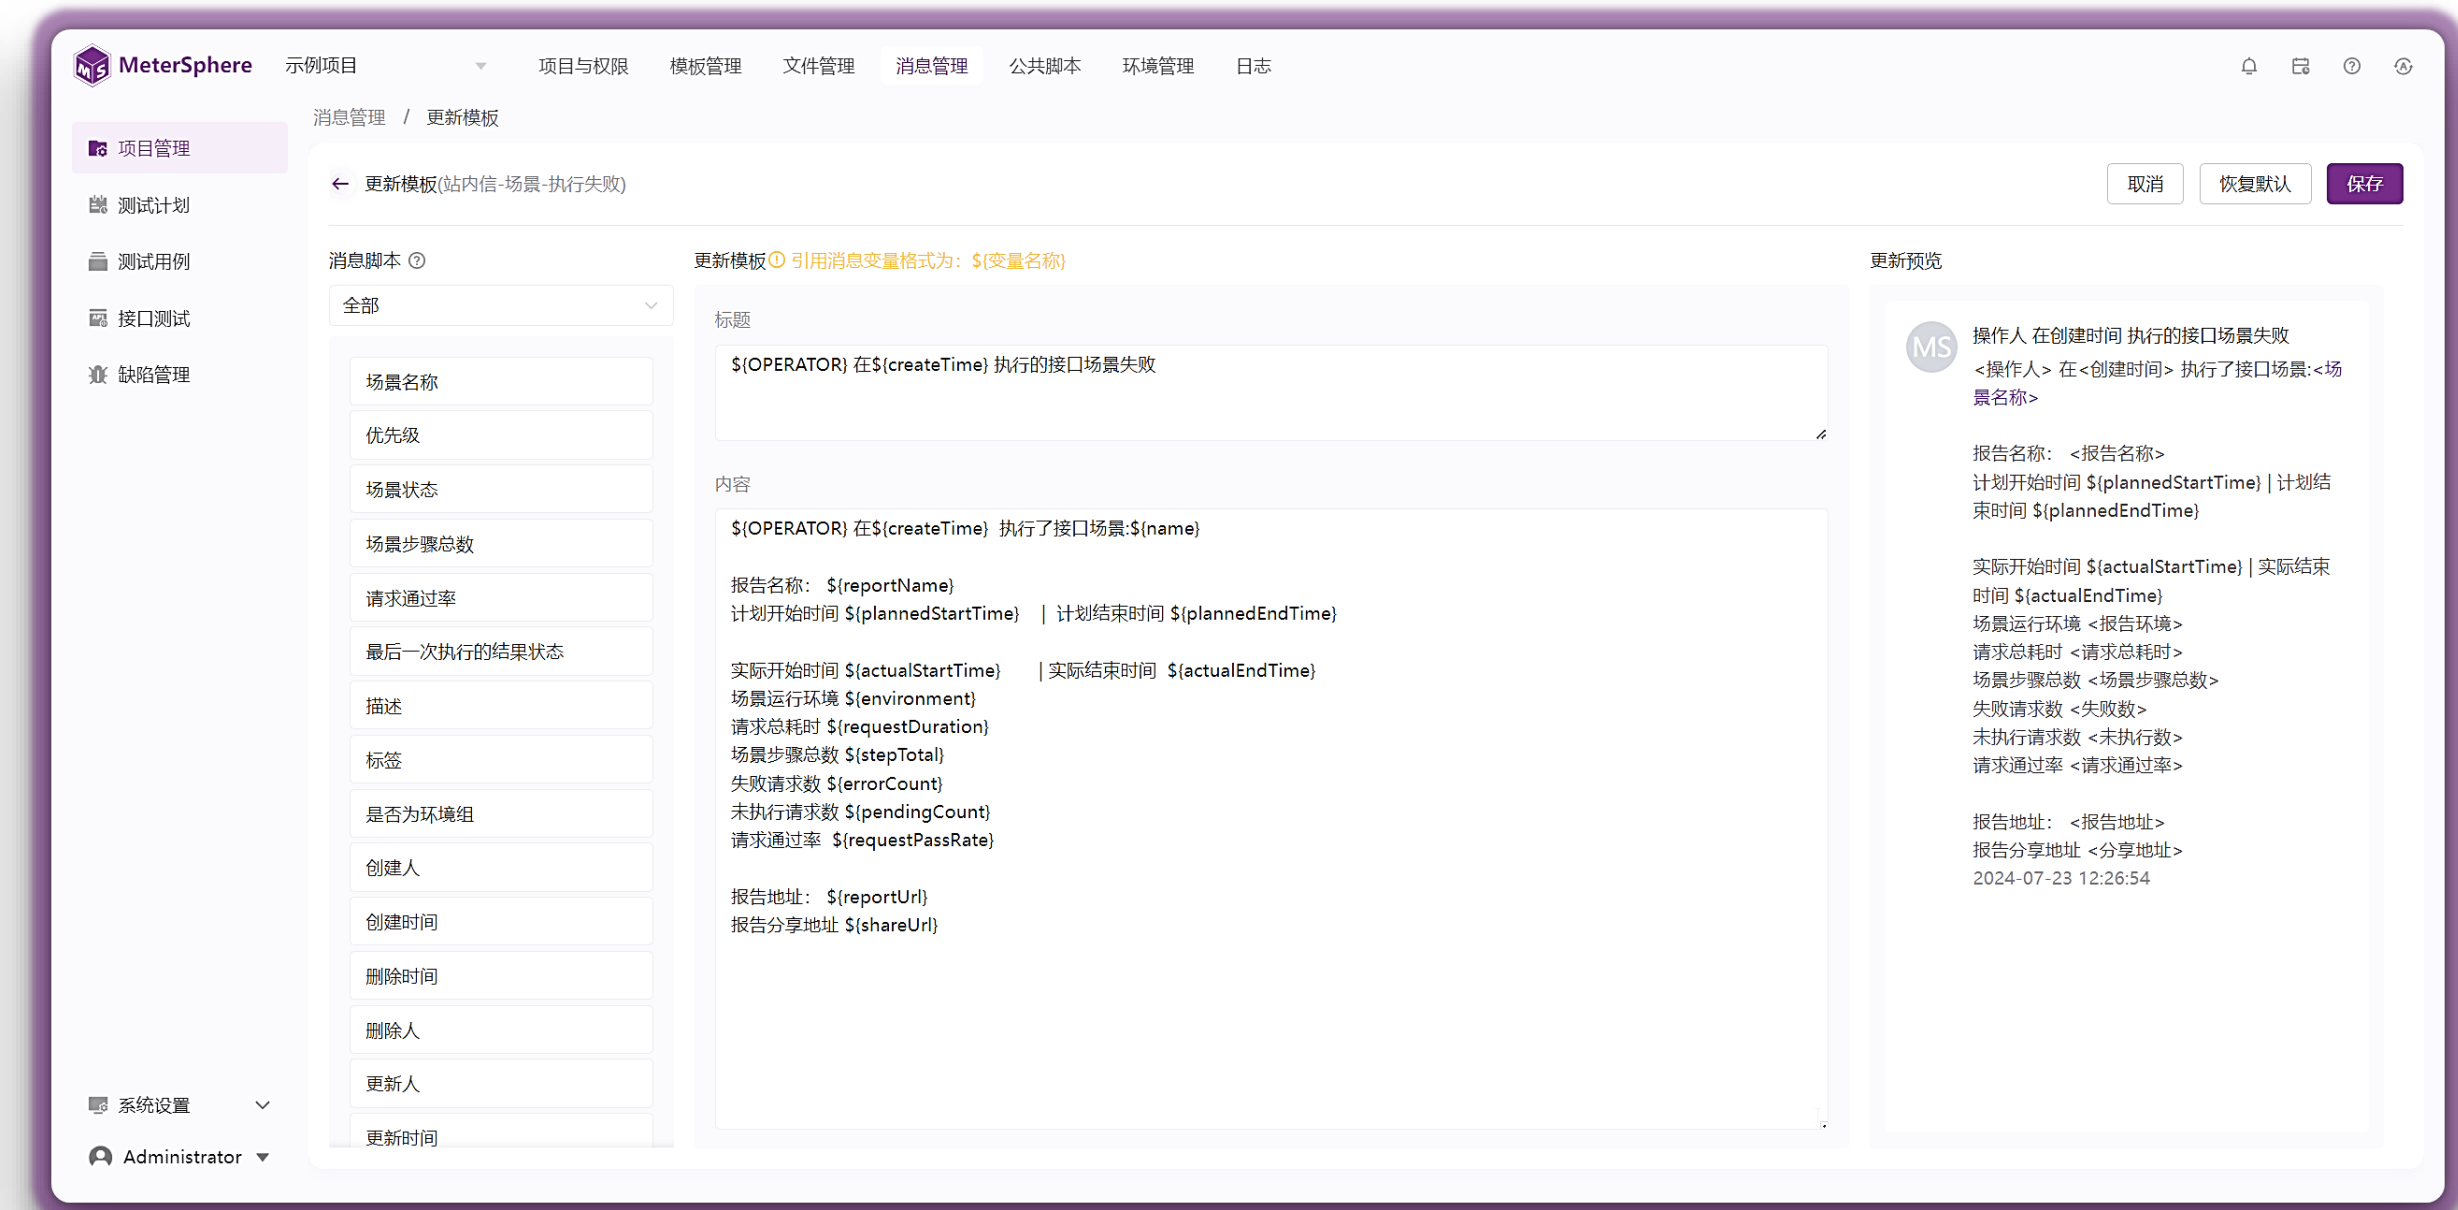 MeterSphere 示例项目 项目与权限 模板管理 文件管理 消息管理 公共脚本 环境管理 日志
消息管理 / 更新模板
项目管理
测试计划
测试用例
接口测试
缺陷管理
系统设置
Administrator
更新模板(站内信-场景-执行失败)
取消 恢复默认 保存
消息脚本
全部
场景名称
优先级
场景状态
场景步骤总数
请求通过率
最后一次执行的结果状态
描述
标签
是否为环境组
创建人
创建时间
删除时间
删除人
更新人
更新时间
更新模板 引用消息变量格式为：${变量名称}
标题
${OPERATOR} 在${createTime} 执行的接口场景失败
内容
${OPERATOR} 在${createTime} 执行了接口场景:${name}
报告名称： ${reportName}
计划开始时间 ${plannedStartTime} | 计划结束时间 ${plannedEndTime}
实际开始时间 ${actualStartTime} | 实际结束时间 ${actualEndTime}
场景运行环境 ${environment}
请求总耗时 ${requestDuration}
场景步骤总数 ${stepTotal}
失败请求数 ${errorCount}
未执行请求数 ${pendingCount}
请求通过率 ${requestPassRate}
报告地址： ${reportUrl}
报告分享地址 ${shareUrl}
更新预览
MS
操作人 在创建时间 执行的接口场景失败
<操作人> 在<创建时间> 执行了接口场景:<场
景名称>
报告名称： <报告名称>
计划开始时间 ${plannedStartTime} | 计划结
束时间 ${plannedEndTime}
实际开始时间 ${actualStartTime} | 实际结束
时间 ${actualEndTime}
场景运行环境 <报告环境>
请求总耗时 <请求总耗时>
场景步骤总数 <场景步骤总数>
失败请求数 <失败数>
未执行请求数 <未执行数>
请求通过率 <请求通过率>
报告地址： <报告地址>
报告分享地址 <分享地址>
2024-07-23 12:26:54